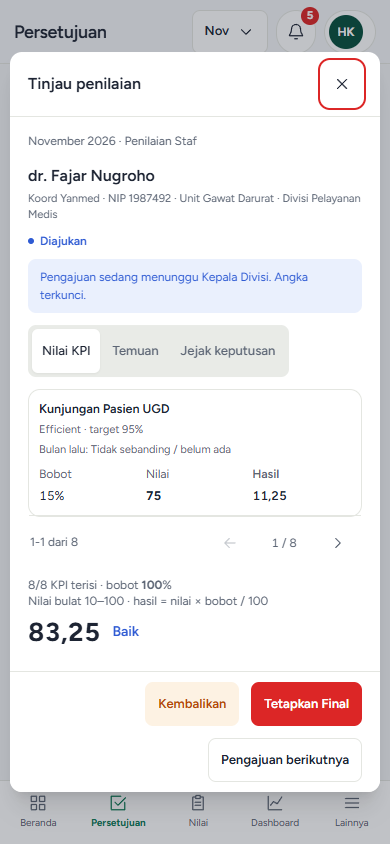 Persetujuan
Nov
5
HK
Tinjau penilaian
November 2026 · Penilaian Staf
dr. Fajar Nugroho
Koord Yanmed · NIP 1987492 · Unit Gawat Darurat · Divisi Pelayanan
Medis
Diajukan
Pengajuan sedang menunggu Kepala Divisi. Angka
terkunci.
Nilai KPI
Temuan
Jejak keputusan
Kunjungan Pasien UGD
Efficient · target 95%
Bulan lalu: Tidak sebanding / belum ada
Bobot
Nilai
Hasil
15%
75
11,25
1-1 dari 8
1 / 8
8/8 KPI terisi · bobot 100%
Nilai bulat 10–100 · hasil = nilai × bobot / 100
83,25 Baik
Kembalikan
Tetapkan Final
Pengajuan berikutnya
Beranda
Persetujuan
Nilai
Dashboard
Lainnya